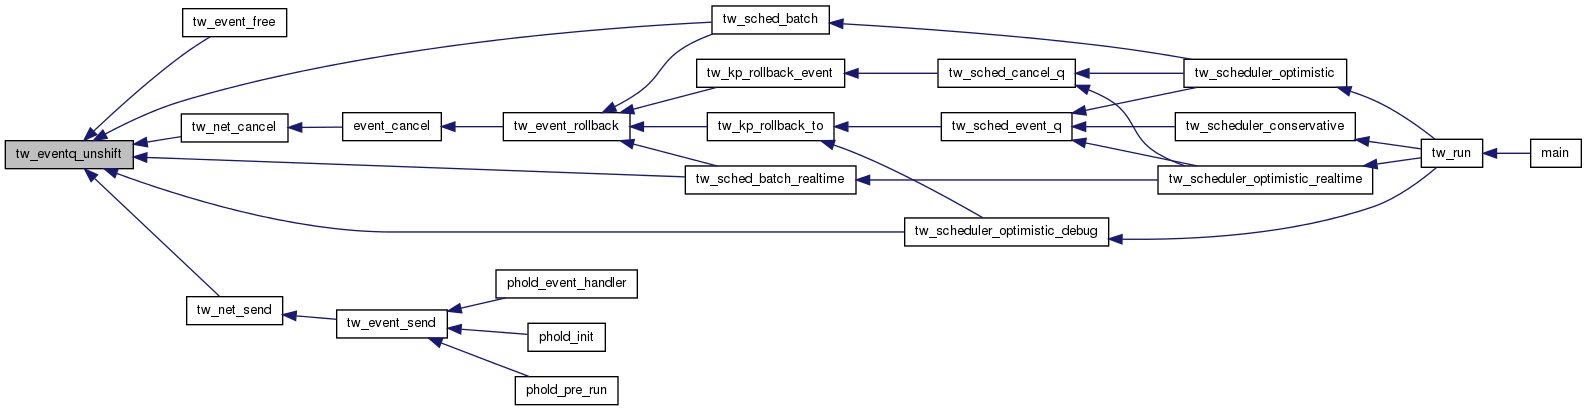 tw_event_free
tw_sched_batch
tw_kp_rollback_event
tw_sched_cancel_q
tw_scheduler_optimistic
tw_net_cancel
event_cancel
tw_event_rollback
tw_kp_rollback_to
tw_sched_event_q
tw_scheduler_conservative
tw_eventq_unshift
tw_run
main
tw_sched_batch_realtime
tw_scheduler_optimistic_realtime
tw_scheduler_optimistic_debug
phold_event_handler
tw_net_send
tw_event_send
phold_init
phold_pre_run